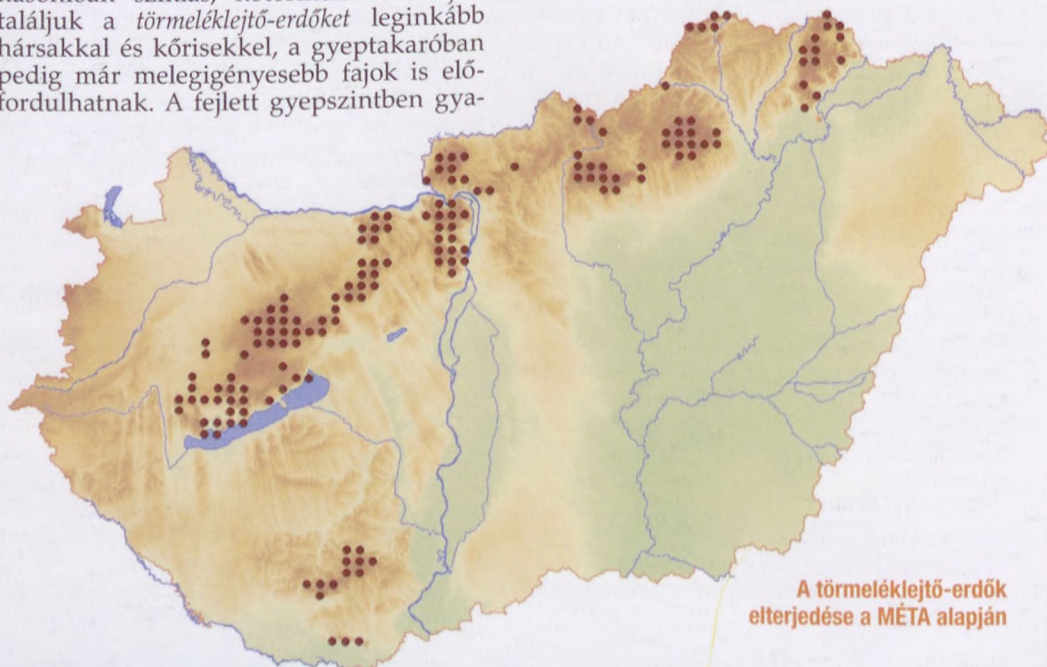 találjuk a törmeléklejtő-erdőket leginkább
hársakkal és kőrisekkel, a gyeptakaróban
pedig már melegigényesebb fajok is elő-
fordulhatnak. A fejlett gyepszintben gya-
A törmeléklejtő-erdők
elterjedése a MÉTA alapján